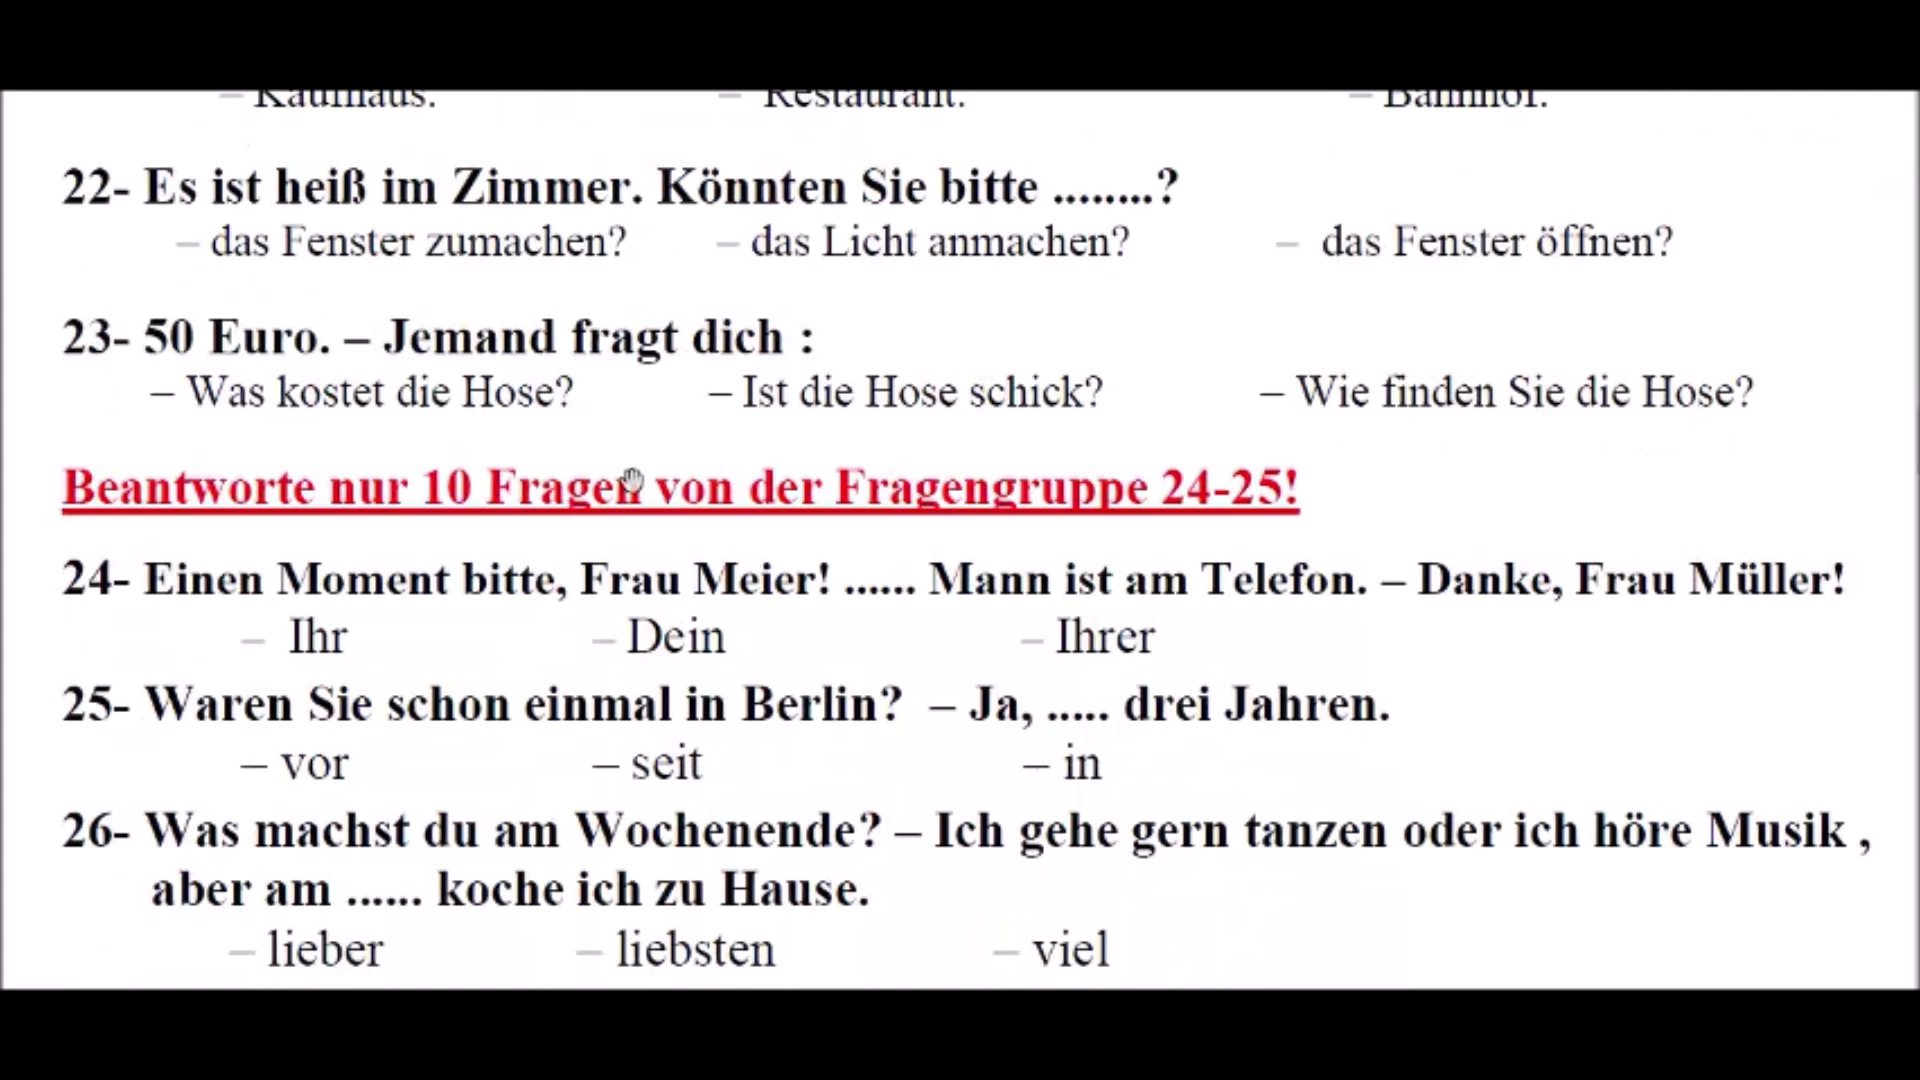 – Kaufhaus. – Restaurant. – Bahnhof.
22- Es ist heiß im Zimmer. Könnten Sie bitte ........?
– das Fenster zumachen? – das Licht anmachen? – das Fenster öffnen?
23- 50 Euro. – Jemand fragt dich :
– Was kostet die Hose? – Ist die Hose schick? – Wie finden Sie die Hose?
Beantworte nur 10 Fragen von der Fragengruppe 24-25!
24- Einen Moment bitte, Frau Meier! ...... Mann ist am Telefon. – Danke, Frau Müller!
– Ihr – Dein – Ihrer
25- Waren Sie schon einmal in Berlin? – Ja, ..... drei Jahren.
– vor – seit – in
26- Was machst du am Wochenende? – Ich gehe gern tanzen oder ich höre Musik ,
aber am ...... koche ich zu Hause.
– lieber – liebsten – viel